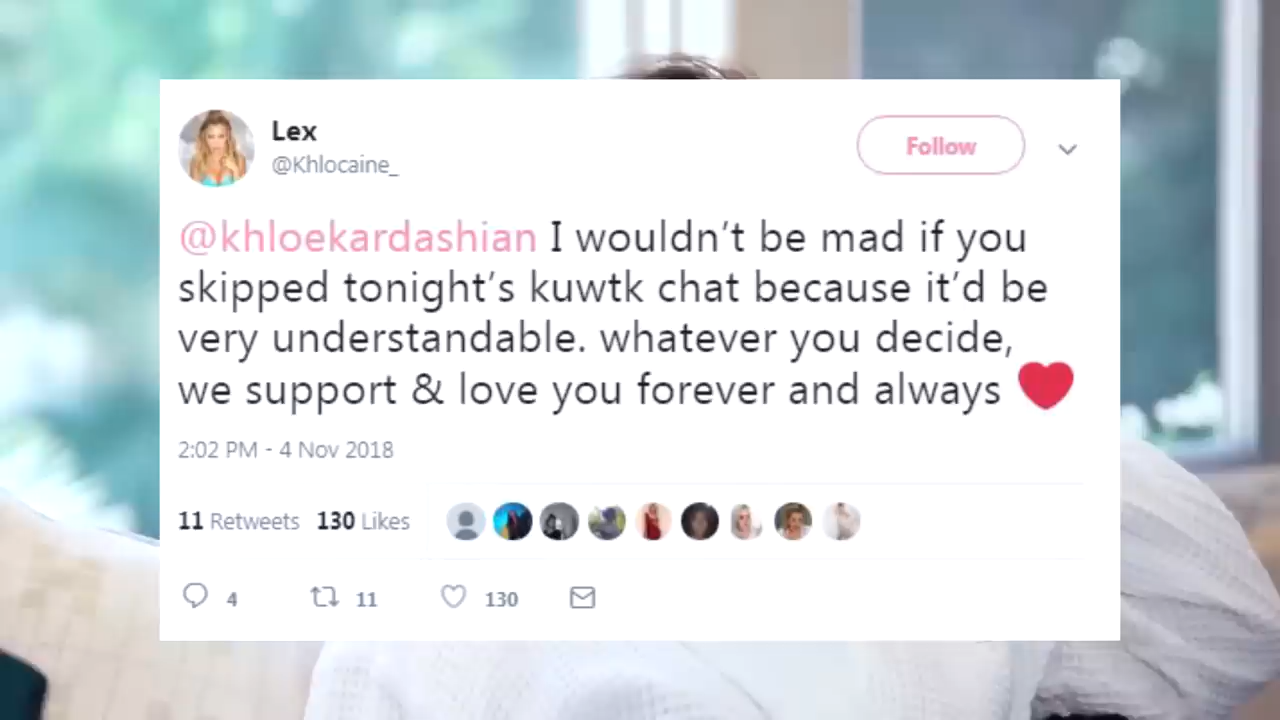 Lex
@Khlocaine_
Follow
@khloekardashian I wouldn't be mad if you
skipped tonight's kuwtk chat because it'd be
very understandable. whatever you decide,
we support & love you forever and always ❤
2:02 PM - 4 Nov 2018
11 Retweets 130 Likes
4 11 130